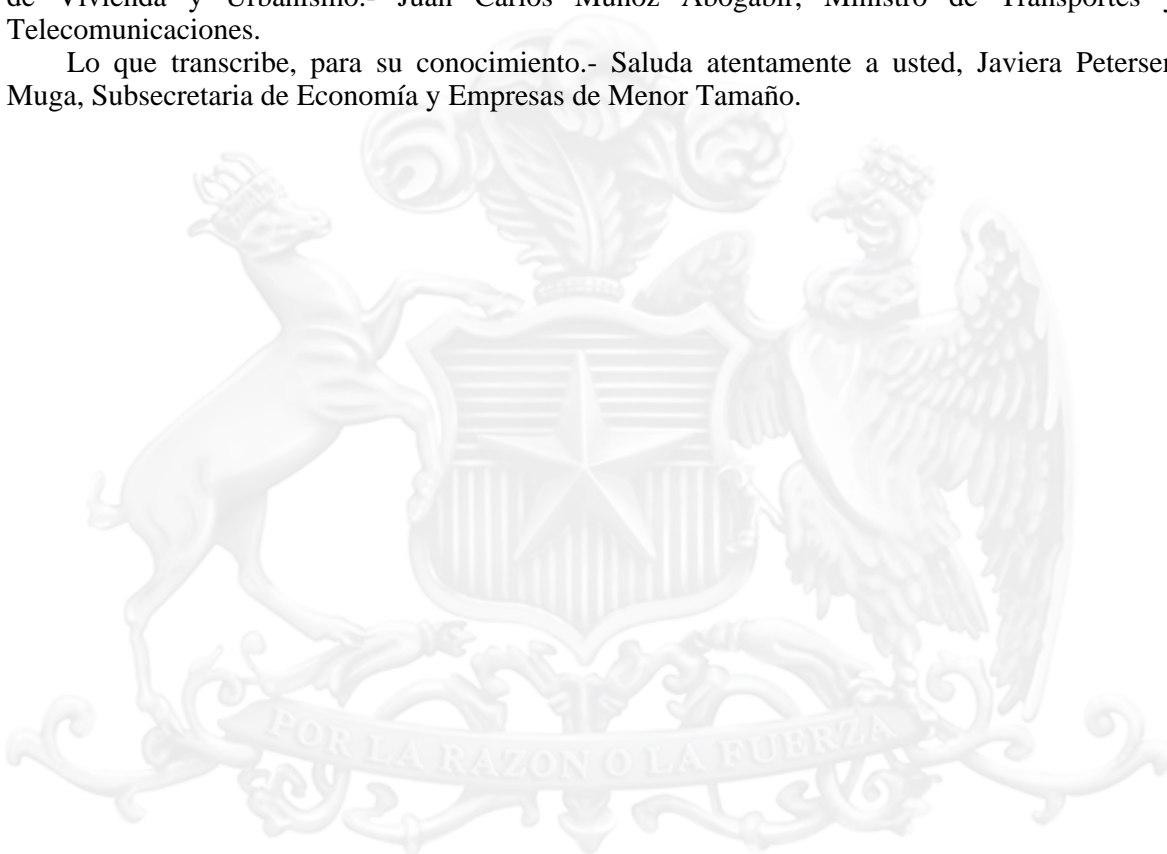 de Vivienda y Urbanismo.- Juan Carlos Muñoz Abogabir, Ministro de Transportes y
Telecomunicaciones.
Lo que transcribe, para su conocimiento.- Saluda atentamente a usted, Javiera Petersen
Muga, Subsecretaria de Economía y Empresas de Menor Tamaño.
POR LA RAZON O LA FUERZA